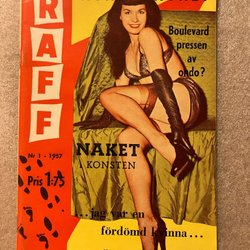 RAFF
Boulevard
pressen
av
ondo?
Nr 1 - 1957
Pris 1:75
NAKET
I KONSTEN
...jag var en
fördömd kvinna...